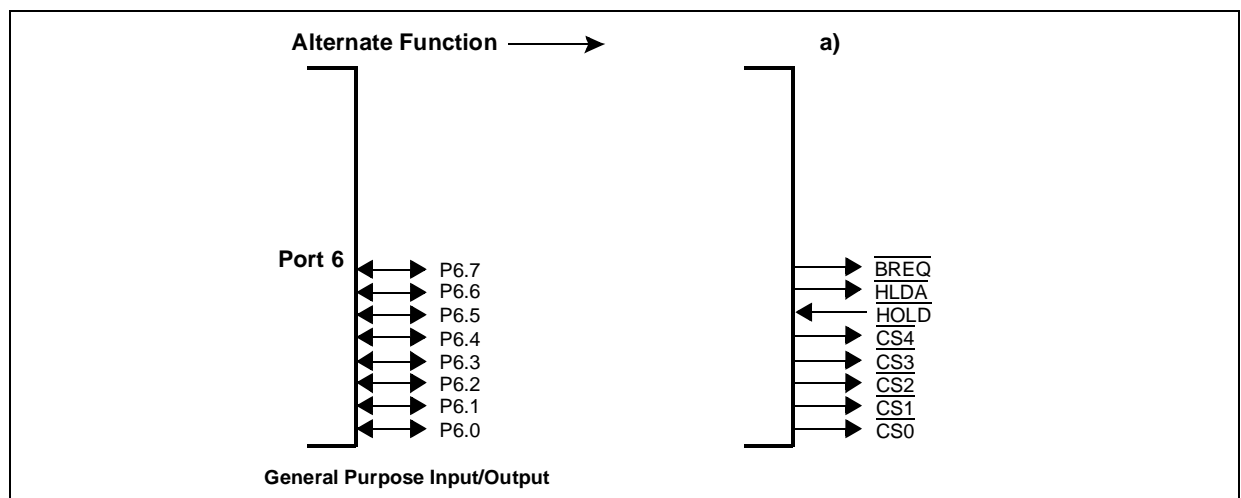 Alternate Function a)
Port 6
P6.7 BREQ
P6.6 HLDA
P6.5 HOLD
P6.4 CS4
P6.3 CS3
P6.2 CS2
P6.1 CS1
P6.0 CS0
General Purpose Input/Output